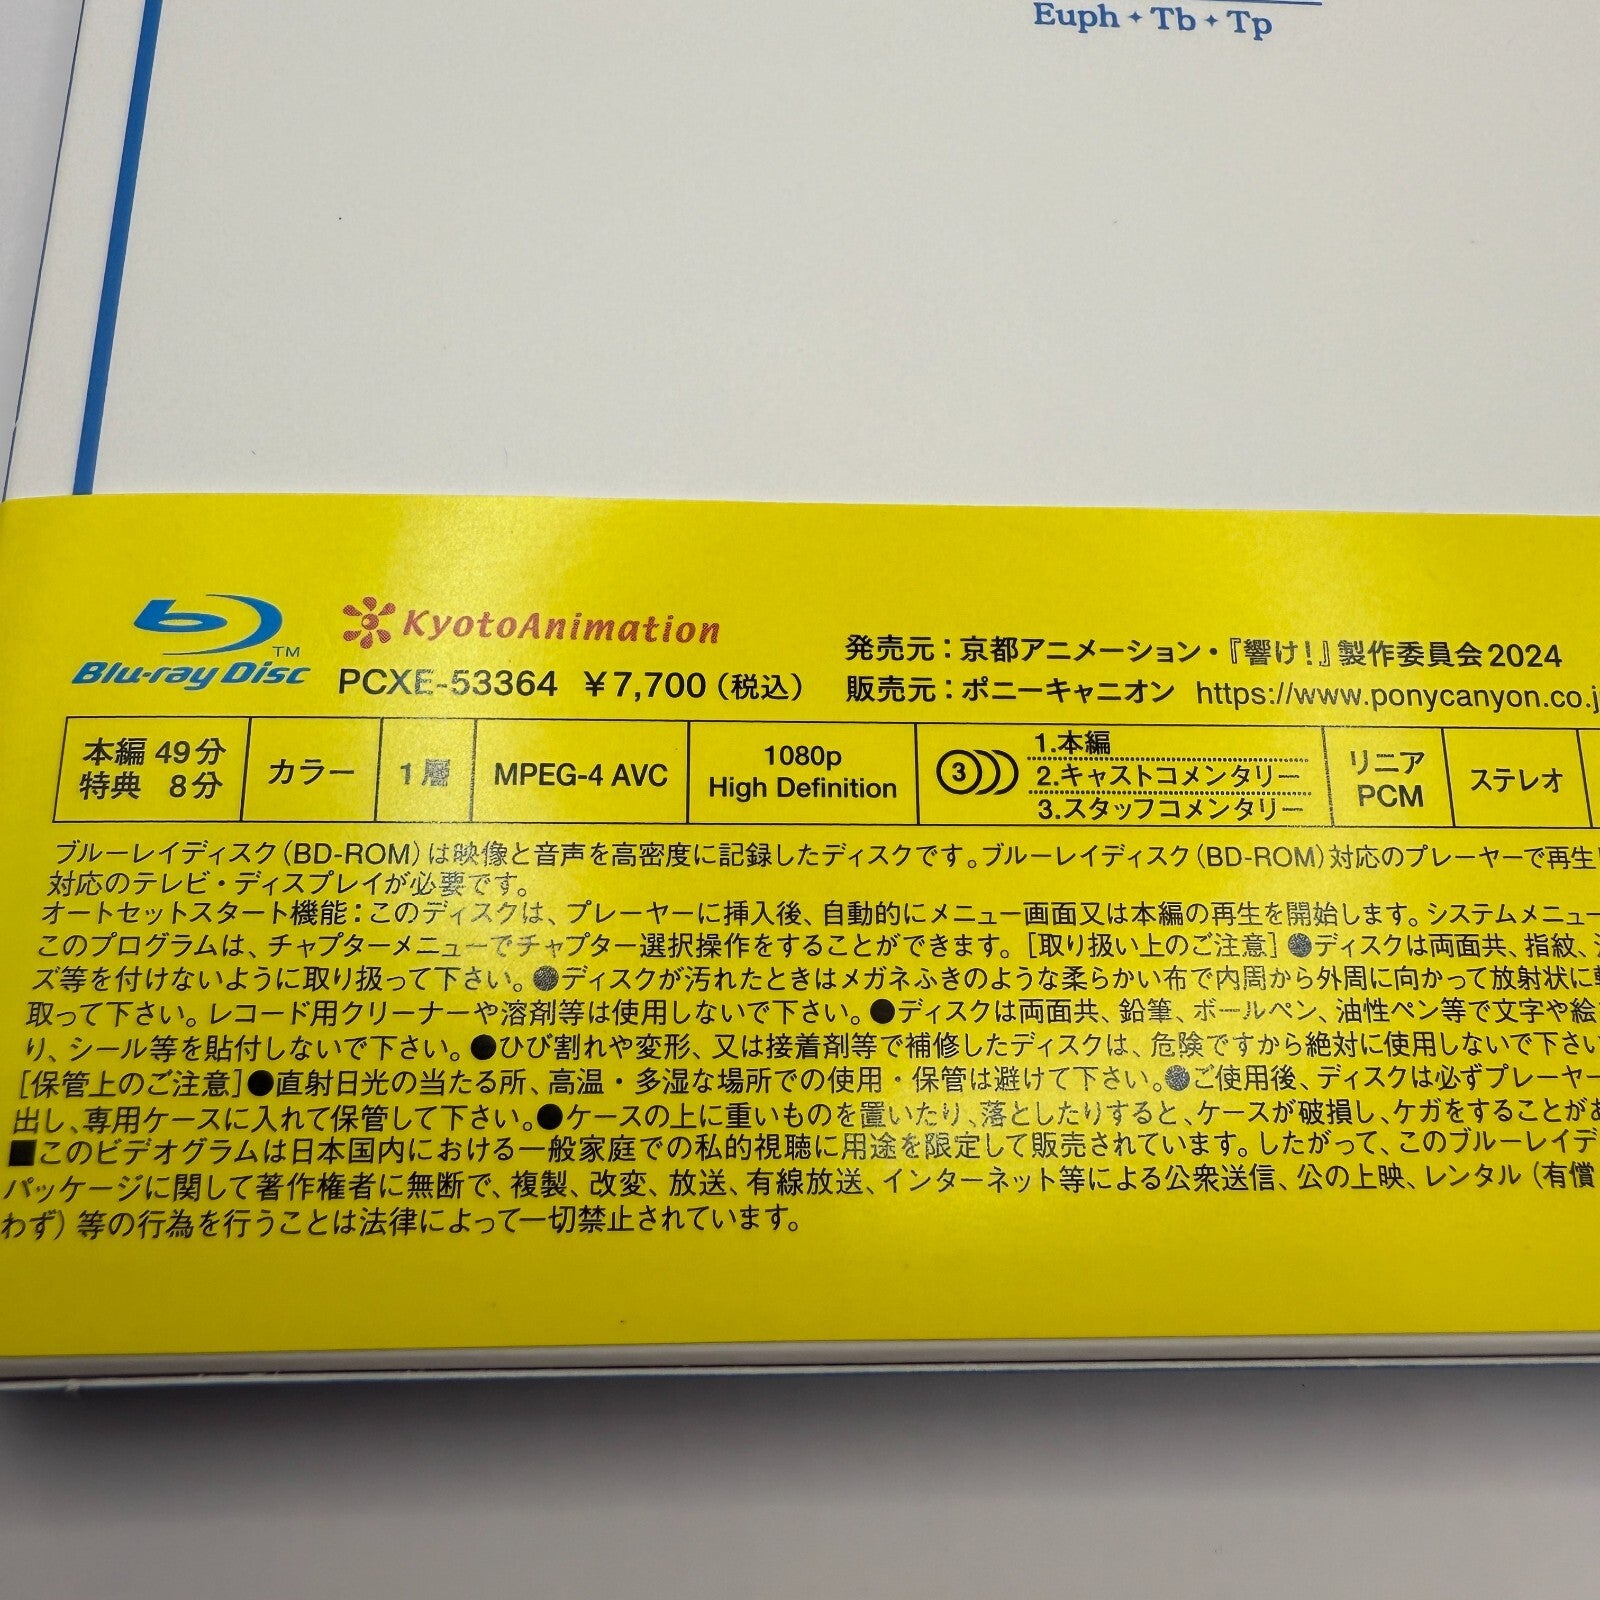 Euph✦Tb✦Tp
Blu-ray Disc™
KyotoAnimation
PCXE-53364 ¥7,700（税込）
発売元：京都アニメーション・『響け！』製作委員会2024
販売元：ポニーキャニオン https://www.ponycanyon.co.j
本編 49分
特典 8分
カラー
1層
MPEG-4 AVC
1080p
High Definition
3
1.本編
2.キャストコメンタリー
3.スタッフコメンタリー
リニア
PCM
ステレオ
ブルーレイディスク（BD-ROM）は映像と音声を高密度に記録したディスクです。ブルーレイディスク（BD-ROM）対応のプレーヤーで再生
対応のテレビ・ディスプレイが必要です。
オートセットスタート機能：このディスクは、プレーヤーに挿入後、自動的にメニュー画面又は本編の再生を開始します。システムメニュー
このプログラムは、チャプターメニューでチャプター選択操作をすることができます。［取り扱い上のご注意］●ディスクは両面共、指紋、
ズ等を付けないように取り扱って下さい。●ディスクが汚れたときはメガネふきのような柔らかい布で内周から外周に向かって放射状に
取って下さい。レコード用クリーナーや溶剤等は使用しないで下さい。●ディスクは両面共、鉛筆、ボールペン、油性ペン等で文字や絵
り、シール等を貼付しないで下さい。●ひび割れや変形、又は接着剤等で補修したディスクは、危険ですから絶対に使用しないで下さい
［保管上のご注意］●直射日光の当たる所、高温・多湿な場所での使用・保管は避けて下さい。●ご使用後、ディスクは必ずプレーヤー
出し、専用ケースに入れて保管して下さい。●ケースの上に重いものを置いたり、落としたりすると、ケースが破損し、ケガをすることがあ
■このビデオグラムは日本国内における一般家庭での私的視聴に用途を限定して販売されています。したがって、このブルーレイデ
パッケージに関して著作権者に無断で、複製、改変、放送、有線放送、インターネット等による公衆送信、公の上映、レンタル（有償
わず）等の行為を行うことは法律によって一切禁止されています。